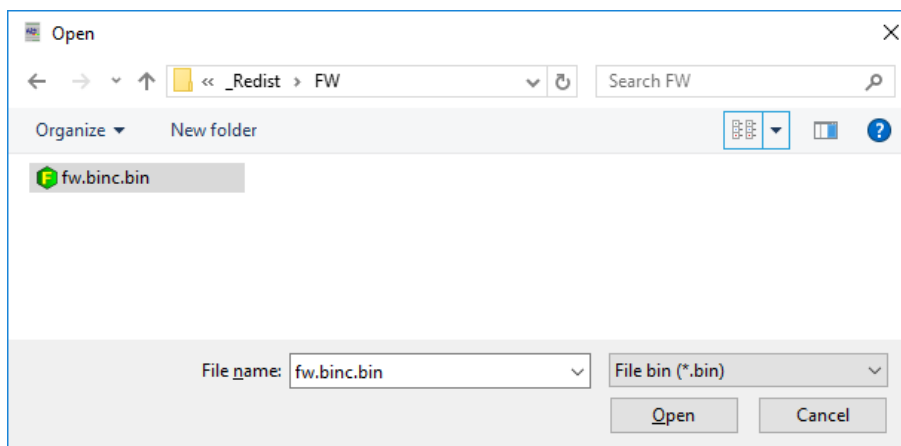 Open
« _Redist > FW
Search FW
Organize
New folder
fw.binc.bin
File name: fw.binc.bin
File bin (*.bin)
Open
Cancel